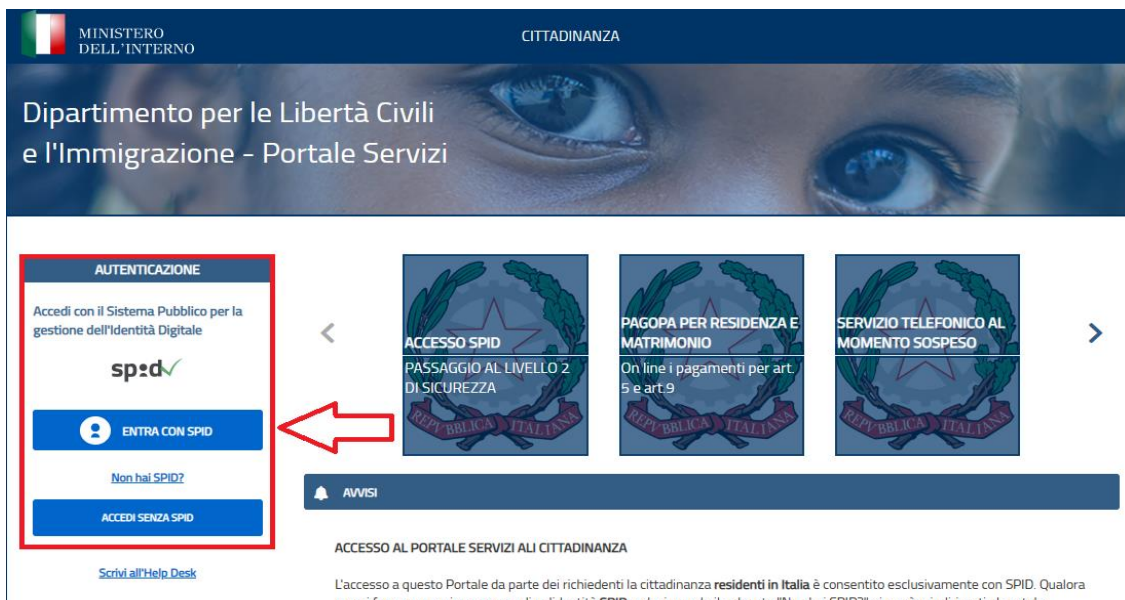 MINISTERO
DELL'INTERNO
CITTADINANZA
Dipartimento per le Libertà Civili
e l'Immigrazione - Portale Servizi
AUTENTICAZIONE
Accedi con il Sistema Pubblico per la
gestione dell'Identità Digitale
spid
ENTRA CON SPID
Non hai SPID?
ACCEDI SENZA SPID
Scrivi all'Help Desk
ACCESSO SPID
PASSAGGIO AL LIVELLO 2
DI SICUREZZA
REPVBBLICA ITALIANA
PAGOPA PER RESIDENZA E
MATRIMONIO
On line i pagamenti per art.
5 e art.9
REPVBBLICA ITALIANA
SERVIZIO TELEFONICO AL
MOMENTO SOSPESO
REPVBBLICA ITALIANA
AVVISI
ACCESSO AL PORTALE SERVIZI ALI CITTADINANZA
L'accesso a questo Portale da parte dei richiedenti la cittadinanza residenti in Italia è consentito esclusivamente con SPID. Qualora